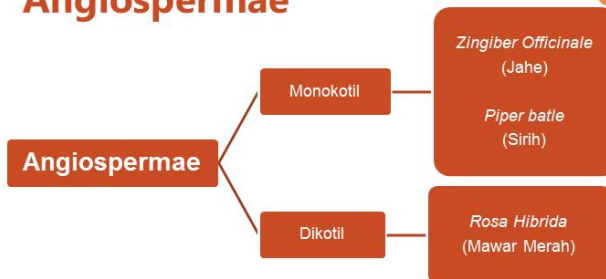 Angiospermae
Angiospermae
Monokotil
Zingiber Officinale
(Jahe)
Piper batle
(Sirih)
Dikotil
Rosa Hibrida
(Mawar Merah)